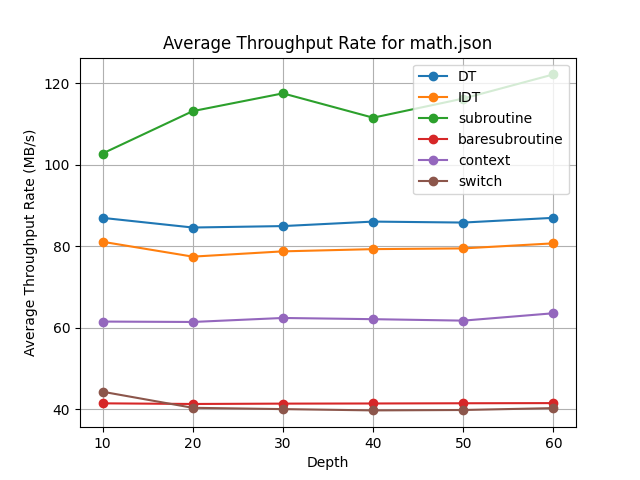 Average Throughput Rate for math.json
Average Throughput Rate (MB/s)
120
100
80
60
40
DT
IDT
subroutine
baresubroutine
context
switch
10 20 30 40 50 60
Depth